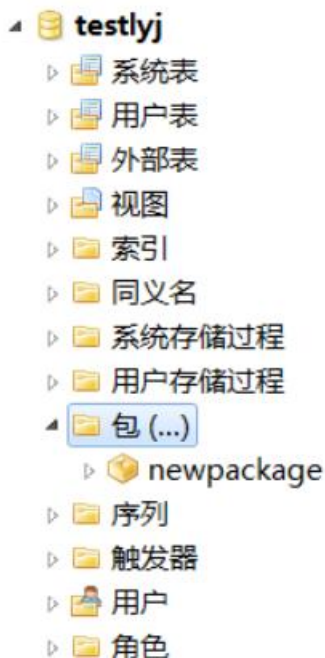 testlyj
系统表
用户表
外部表
视图
索引
同义名
系统存储过程
用户存储过程
包 (...)
newpackage
序列
触发器
用户
角色